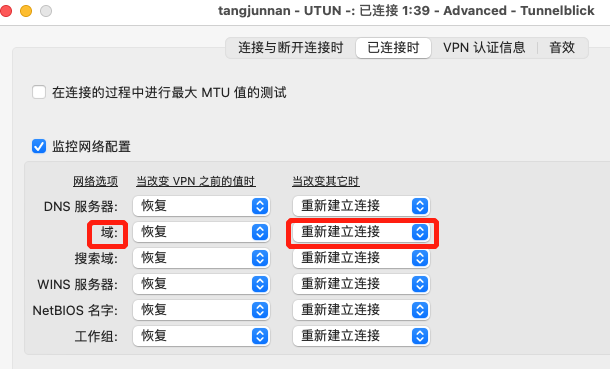 tangjunnan - UTUN -: 已连接 1:39 - Advanced - Tunnelblick
连接与断开连接时 已连接时 VPN 认证信息 音效
在连接的过程中进行最大 MTU 值的测试
监控网络配置
网络选项 当改变 VPN 之前的值时 当改变其它时
DNS 服务器: 恢复 重新建立连接
域: 恢复 重新建立连接
搜索域: 恢复 重新建立连接
WINS 服务器: 恢复 重新建立连接
NetBIOS 名字: 恢复 重新建立连接
工作组: 恢复 重新建立连接